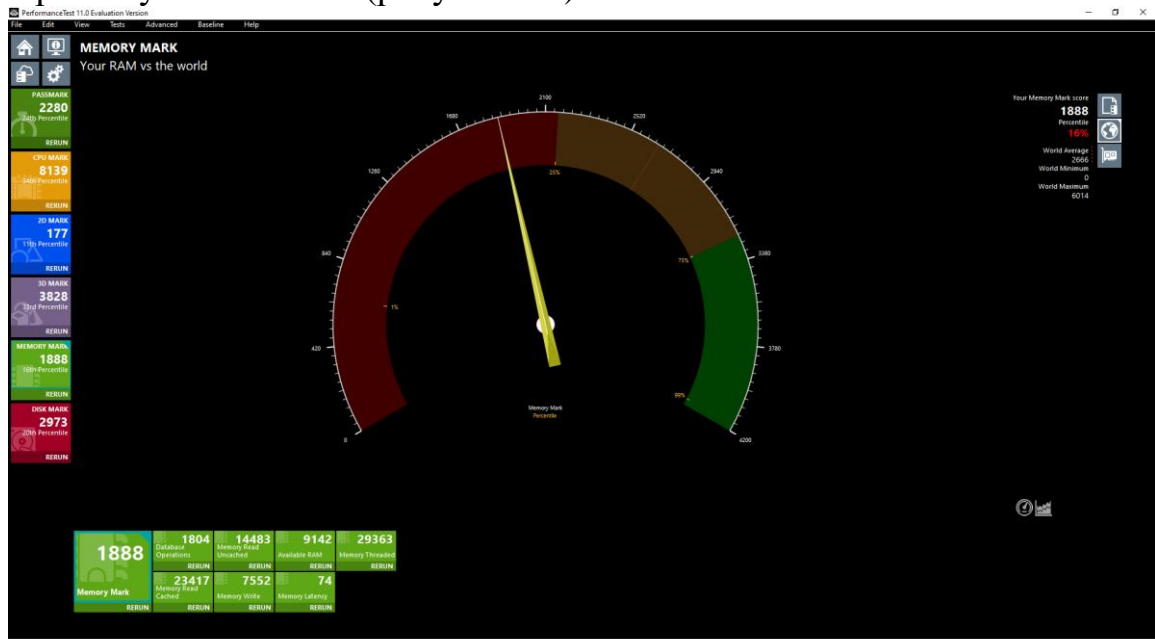 PerformanceTest 11.0 Evaluation Version
File Edit View Tests Advanced Baseline Help
MEMORY MARK
Your RAM vs the world
PASSMARK
2280
24th Percentile
RERUN
CPU MARK
8139
34th Percentile
RERUN
2D MARK
177
11th Percentile
RERUN
3D MARK
3828
33rd Percentile
RERUN
MEMORY MARK
1888
16th Percentile
RERUN
DISK MARK
2973
20th Percentile
RERUN
0
420
840
1260
1680
2100
2520
2940
3360
3780
4200
1%
25%
75%
99%
Memory Mark
Percentile
Your Memory Mark score
1888
Percentile
16%
World Average
2666
World Minimum
0
World Maximum
6014
1888
Memory Mark
RERUN
1804
Database Operations
RERUN
14483
Memory Read Uncached
RERUN
9142
Available RAM
RERUN
29363
Memory Threaded
RERUN
23417
Memory Read Cached
RERUN
7552
Memory Write
RERUN
74
Memory Latency
RERUN